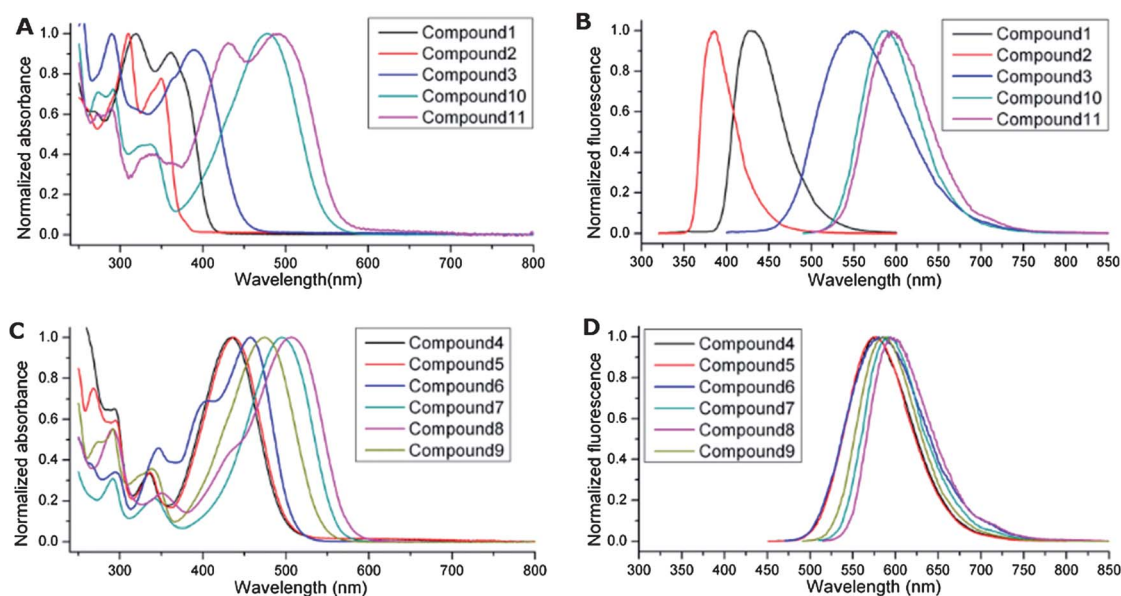 A
Normalized absorbance
1.0
0.8
0.6
0.4
0.2
0.0
Compound1
Compound2
Compound3
Compound10
Compound11
300 400 500 600 700 800
Wavelength(nm)
B
Normalized fluorescence
1.0
0.8
0.6
0.4
0.2
0.0
Compound1
Compound2
Compound3
Compound10
Compound11
300 350 400 450 500 550 600 650 700 750 800 850
Wavelength (nm)
C
Normalized absorbance
1.0
0.8
0.6
0.4
0.2
0.0
Compound4
Compound5
Compound6
Compound7
Compound8
Compound9
300 400 500 600 700 800
Wavelength (nm)
D
Normalized fluorescence
1.0
0.8
0.6
0.4
0.2
0.0
Compound4
Compound5
Compound6
Compound7
Compound8
Compound9
300 350 400 450 500 550 600 650 700 750 800 850
Wavelength (nm)